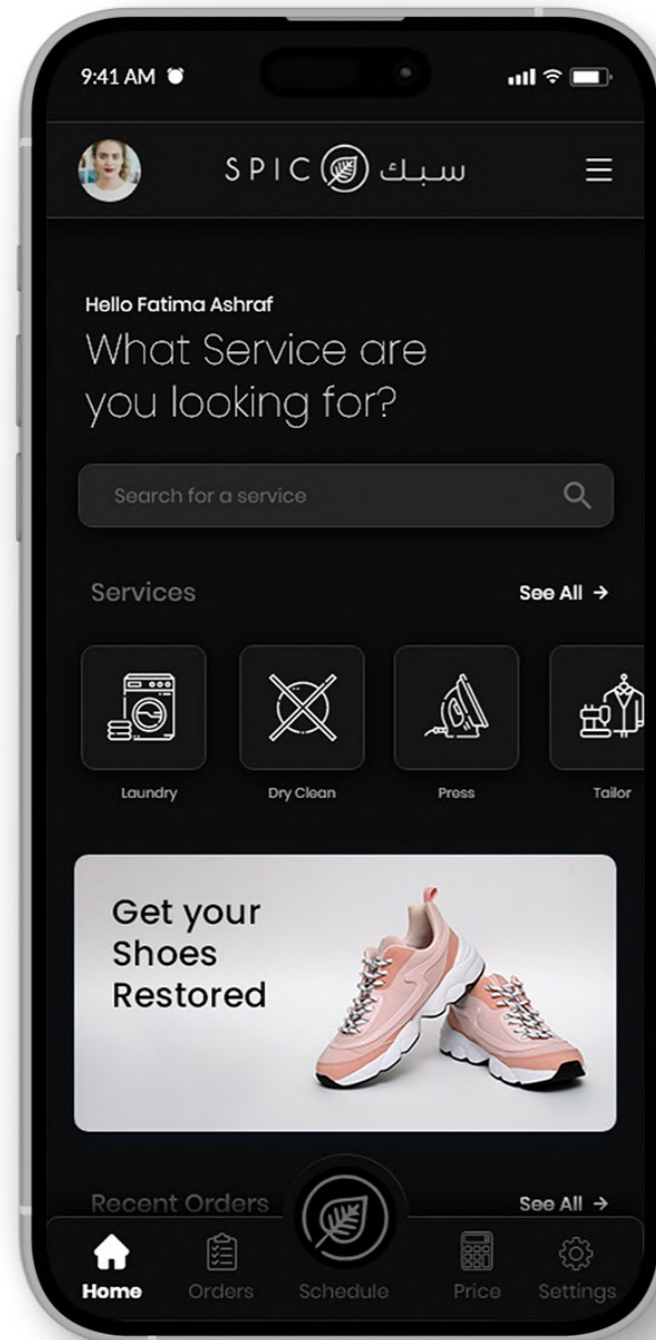 9:41 AM
SPIC سبك
Hello Fatima Ashraf
What Service are
you looking for?
Search for a service
Services
See All →
Laundry
Dry Clean
Press
Tailor
Get your
Shoes
Restored
Recent Orders
See All →
Home
Orders
Schedule
Price
Settings